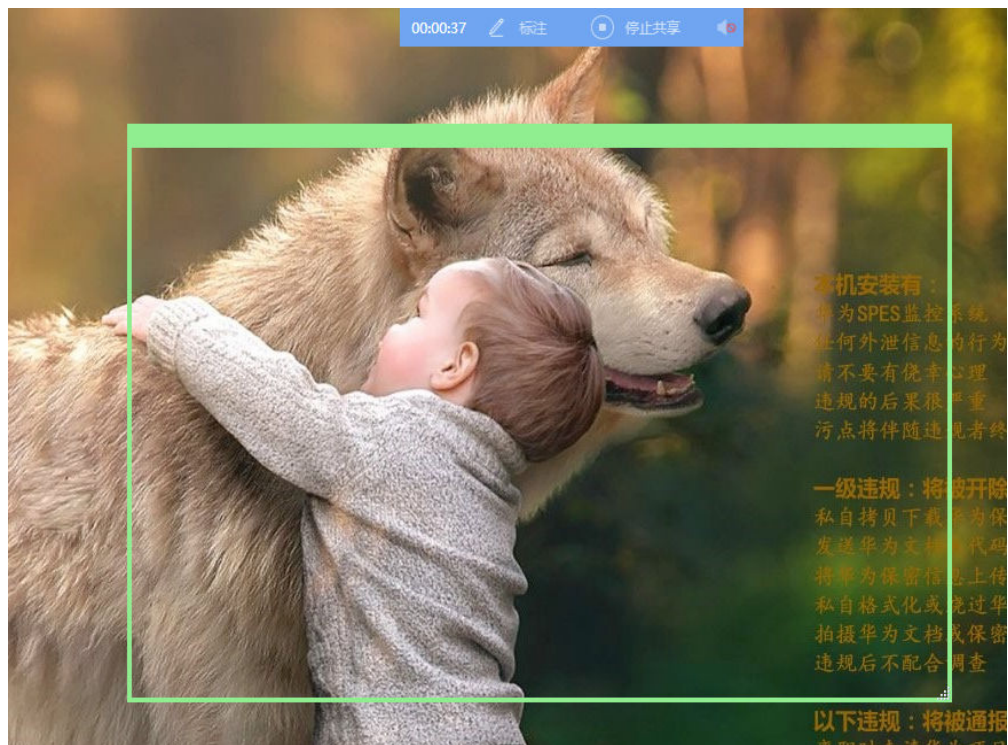 00:00:37 标注 停止共享
本机安装有：
华为SPES监控系统
任何外泄信息的行为
请不要有侥幸心理
违规的后果很严重
污点将伴随违规者终
一级违规：将被开除
私自拷贝下载华为保
发送华为文档或代码
将华为保密信息上传
私自格式化或绕过华
拍摄华为文档或保密
违规后不配合调查
以下违规：将被通报